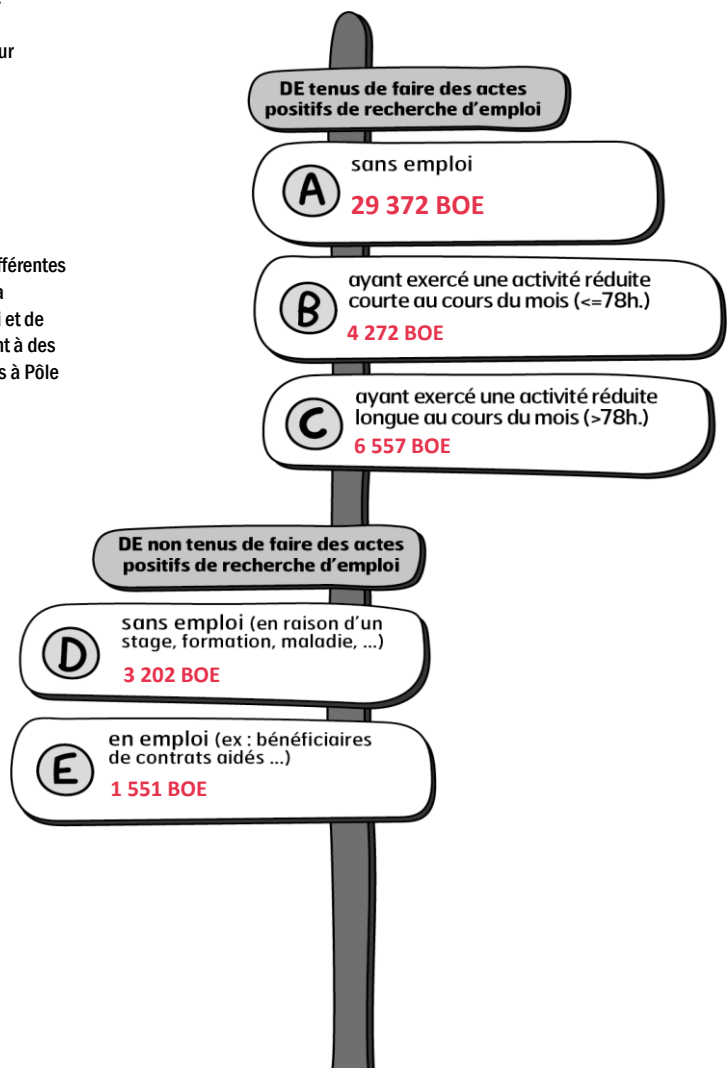 ur
DE tenus de faire des actes
positifs de recherche d'emploi
A
sans emploi
29 372 BOE
fférentes
a
i et de
nt à des
s à Pôle
B
ayant exercé une activité réduite
courte au cours du mois (<=78h.)
4 272 BOE
C
ayant exercé une activité réduite
longue au cours du mois (>78h.)
6 557 BOE
DE non tenus de faire des actes
positifs de recherche d'emploi
D
sans emploi (en raison d'un
stage, formation, maladie, ...)
3 202 BOE
E
en emploi (ex : bénéficiaires
de contrats aidés ...)
1 551 BOE